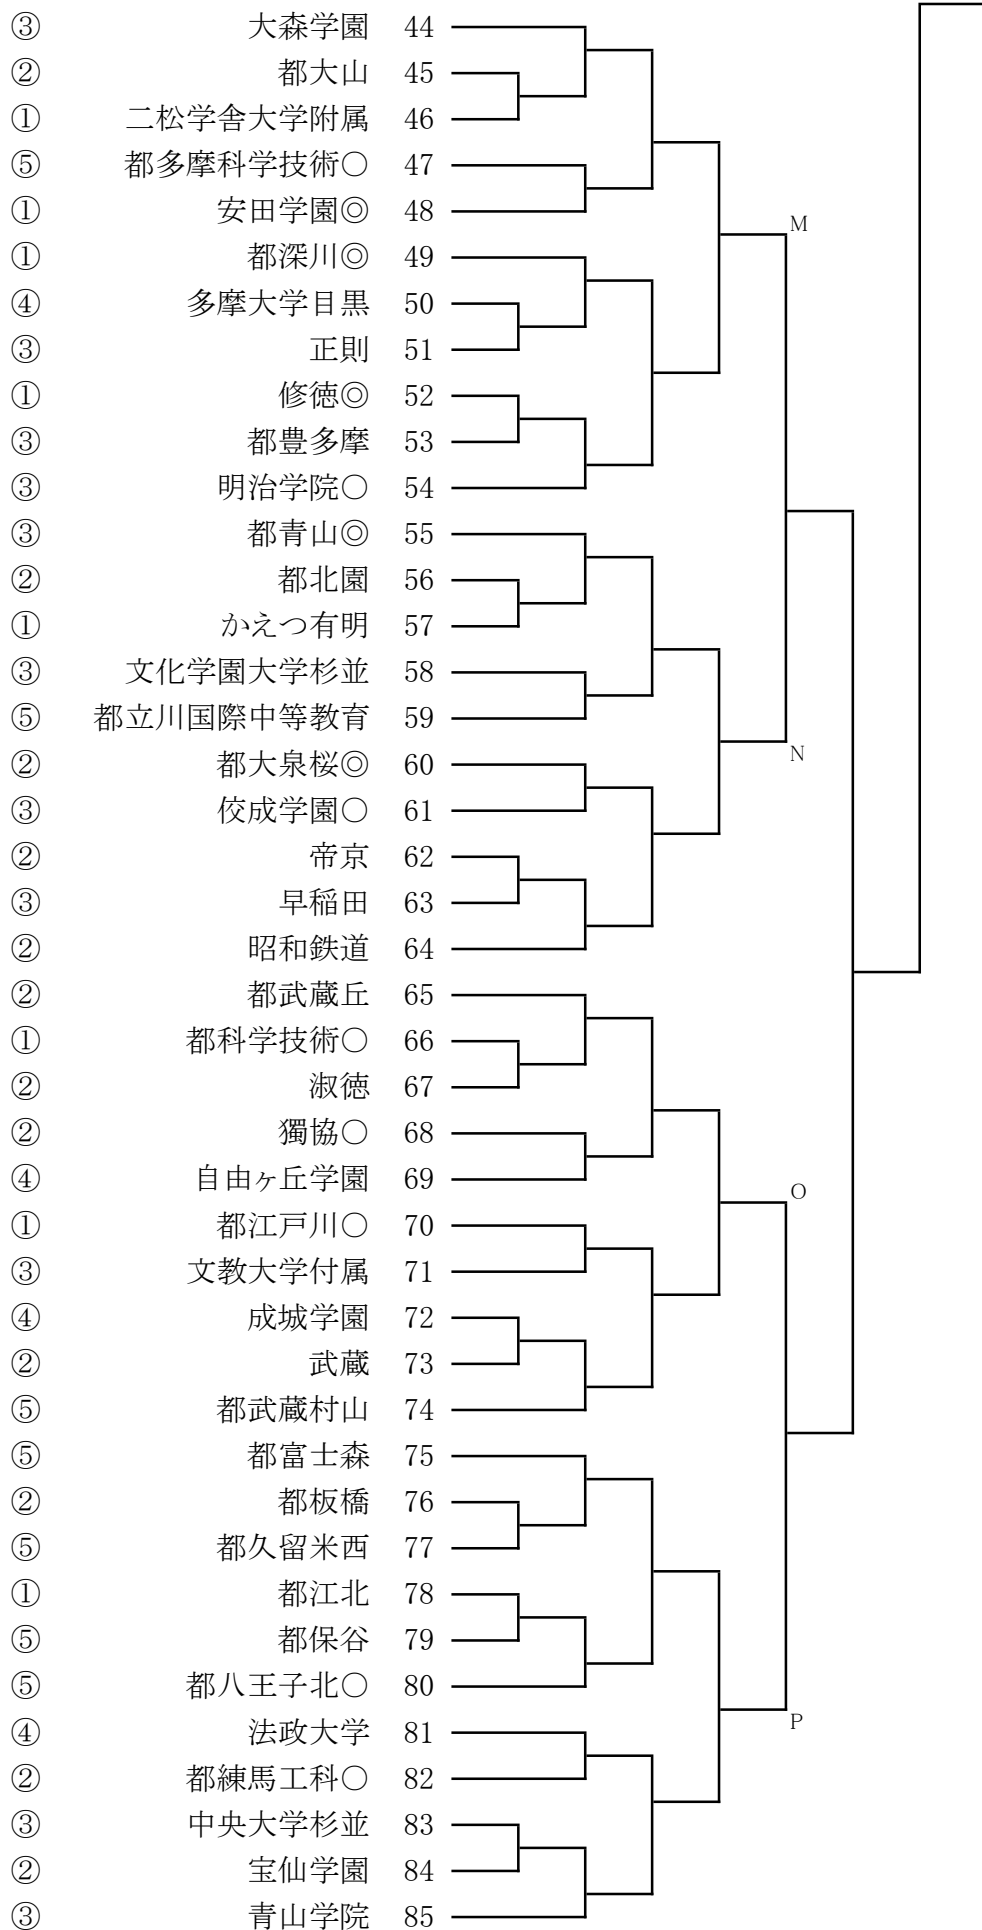 ③ 大森学園 44
② 都大山 45
① 二松学舎大学附属 46
⑤ 都多摩科学技術○ 47
① 安田学園◎ 48
M
① 都深川◎ 49
④ 多摩大学目黒 50
③ 正則 51
① 修徳◎ 52
③ 都豊多摩 53
③ 明治学院○ 54
③ 都青山◎ 55
② 都北園 56
① かえつ有明 57
③ 文化学園大学杉並 58
⑤ 都立川国際中等教育 59
N
② 都大泉桜◎ 60
③ 佼成学園○ 61
② 帝京 62
③ 早稲田 63
② 昭和鉄道 64
② 都武蔵丘 65
① 都科学技術○ 66
② 淑徳 67
② 獨協○ 68
④ 自由ヶ丘学園 69
O
① 都江戸川○ 70
③ 文教大学付属 71
④ 成城学園 72
② 武蔵 73
⑤ 都武蔵村山 74
⑤ 都富士森 75
② 都板橋 76
⑤ 都久留米西 77
① 都江北 78
⑤ 都保谷 79
⑤ 都八王子北○ 80
P
④ 法政大学 81
② 都練馬工科○ 82
③ 中央大学杉並 83
② 宝仙学園 84
③ 青山学院 85